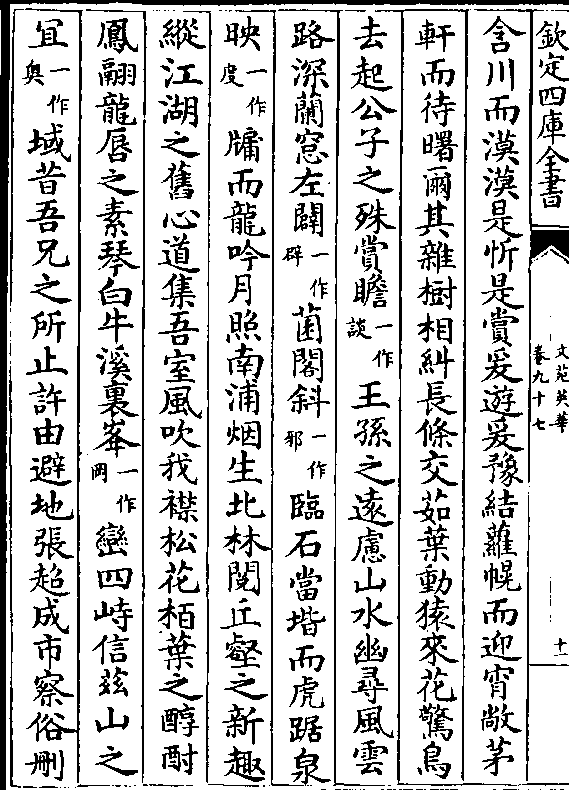 欽定四庫全書
文苑英華
卷九十七
十一
含川而漠漠是忻是賞爰遊爰豫結蘿幌而迎宵敞茅
軒而待曙爾其雜樹相糾長條交茹葉動猿來花驚鳥
去起公子之殊賞瞻一作談王孫之遠慮山水幽尋風雲
路深蘭窓左闢一作辟菌閣斜一作邪臨石當堦而虎踞泉
映一作度牗而龍吟月照南浦烟生北林閱丘壑之新趣
縱江湖之舊心道集吾室風吹我襟松花栢葉之醇酎
鳳翮龍唇之素琴白牛溪裏峯一作岡巒四峙信茲山之
冝一作奥域昔吾兄之所止許由避地張超成市察俗刪